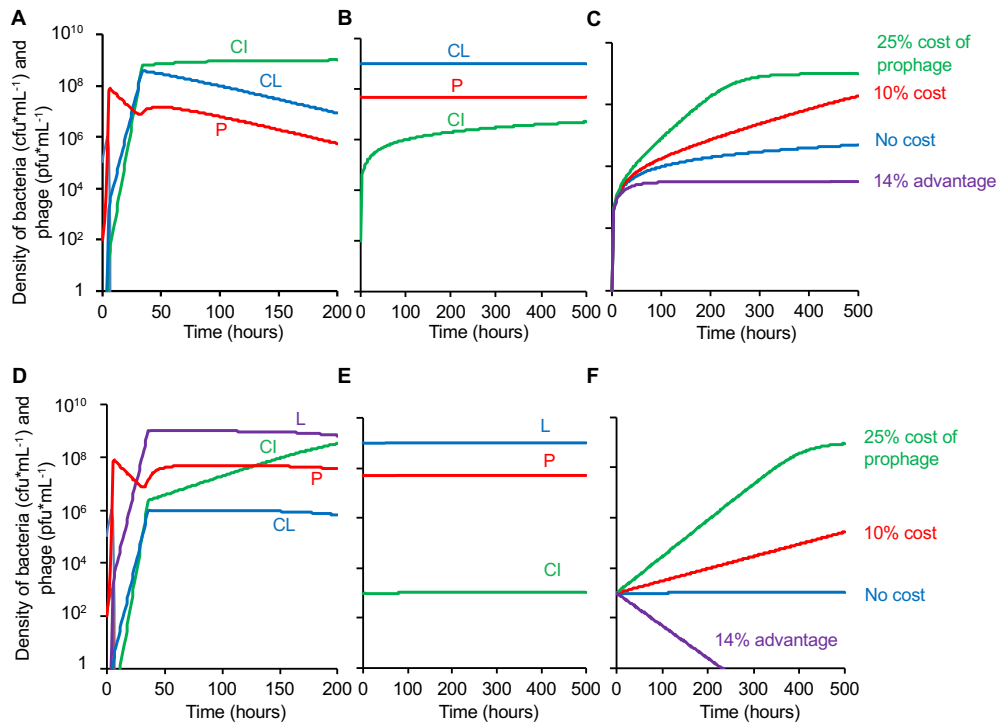 A
B
C
Density of bacteria (cfu*mL⁻¹) and
phage (pfu*mL⁻¹)
10¹⁰
10⁸
10⁶
10⁴
10²
1
CI
CL
P
0 50 100 150 200
Time (hours)
CL
P
CI
0 100 200 300 400 500
Time (hours)
25% cost of
prophage
10% cost
No cost
14% advantage
0 100 200 300 400 500
Time (hours)
D
E
F
Density of bacteria (cfu*mL⁻¹) and
phage (pfu*mL⁻¹)
10¹⁰
10⁸
10⁶
10⁴
10²
1
L
CI
P
CL
0 50 100 150 200
Time (hours)
L
P
CI
0 100 200 300 400 500
Time (hours)
25% cost of
prophage
10% cost
No cost
14% advantage
0 100 200 300 400 500
Time (hours)